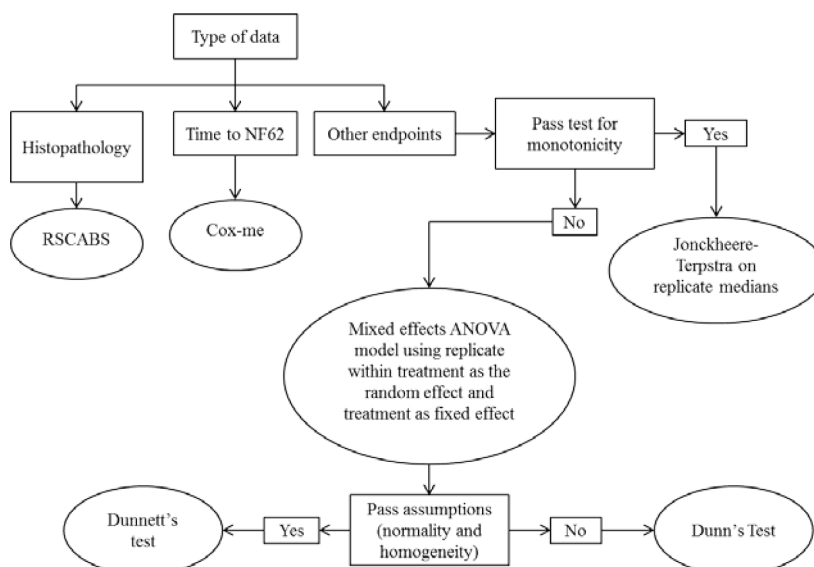 Type of data
Histopathology
Time to NF62
Other endpoints
Pass test for
monotonicity
Yes
RSCABS
Cox-me
No
Jonckheere-
Terpstra on
replicate medians
Mixed effects ANOVA
model using replicate
within treatment as the
random effect and
treatment as fixed effect
Dunnett’s
test
Yes
Pass assumptions
(normality and
homogeneity)
No
Dunn’s Test